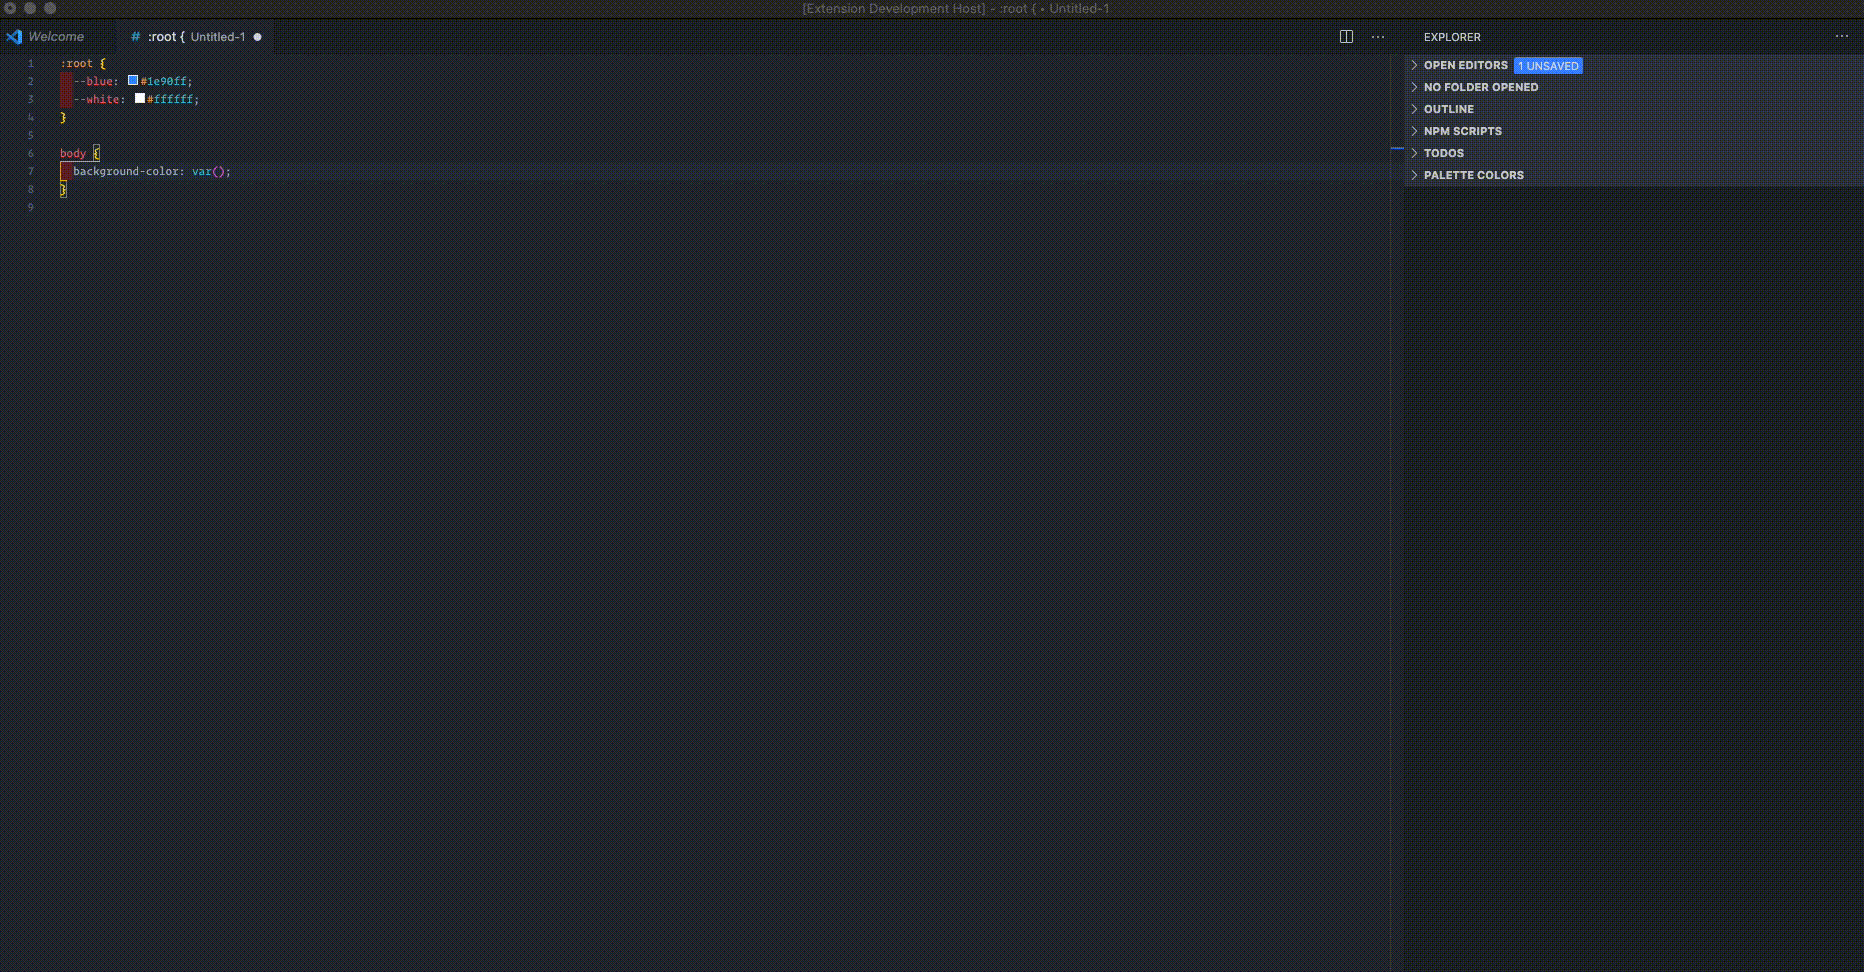 [Extension Development Host] - :root { • Untitled-1
Welcome
# :root { Untitled-1 ●
EXPLORER
1 :root {
2 --blue: #1e90ff;
3 --white: #ffffff;
4 }
5
6 body {
7 background-color: var();
8 }
9
OPEN EDITORS 1 UNSAVED
NO FOLDER OPENED
OUTLINE
NPM SCRIPTS
TODOS
PALETTE COLORS